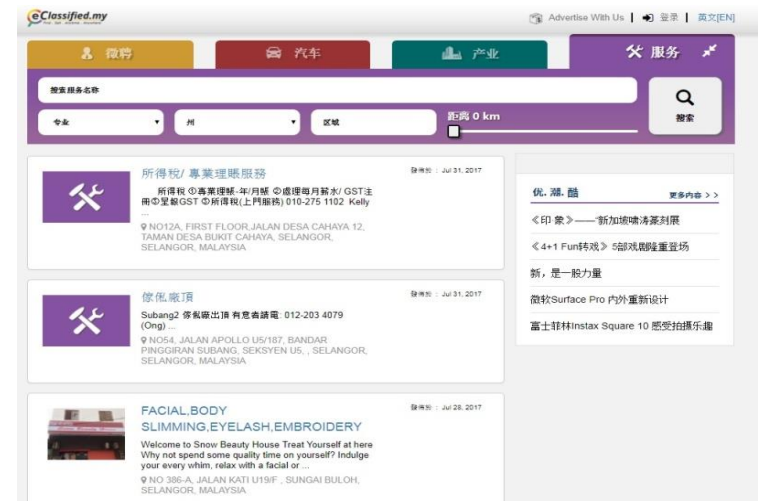 eClassified.my
Advertise With Us | 登录 | 英文[EN]
徵聘
汽车
产业
服务
搜索服务名称
专业
州
区域
距离 0 km
搜索
所得稅/ 專業理賬服務
發佈於 : Jul 31, 2017
所得稅 ①專業理賬-年/月賬 ②處理每月薪水/ GST注
冊①呈報GST ①所得稅(上門服務) 010-275 1102 Kelly
...
NO12A, FIRST FLOOR,JALAN DESA CAHAYA 12,
TAMAN DESA BUKIT CAHAYA, SELANGOR,
SELANGOR, MALAYSIA
傢俬廠頂
發佈於 : Jul 31, 2017
Subang2 傢俬廠出頂 有意者請電: 012-203 4079
(Ong) ...
NO54, JALAN APOLLO U5/187, BANDAR
PINGGIRAN SUBANG, SEKSYEN U5, , SELANGOR,
SELANGOR, MALAYSIA
FACIAL,BODY
SLIMMING,EYELASH,EMBROIDERY
發佈於 : Jul 28, 2017
Welcome to Snow Beauty House Treat Yourself at here
Why not spend some quality time on yourself? Indulge
your every whim, relax with a facial or ...
NO 386-A, JALAN KATI U19/F , SUNGAI BULOH,
SELANGOR, MALAYSIA
优. 潮. 酷
更多内容 > >
《印·象》——新加坡啸涛篆刻展
《4+1 Fun转戏》 5部戏剧隆重登场
新，是一股力量
微软Surface Pro 内外重新设计
富士菲林Instax Square 10 感受拍摄乐趣